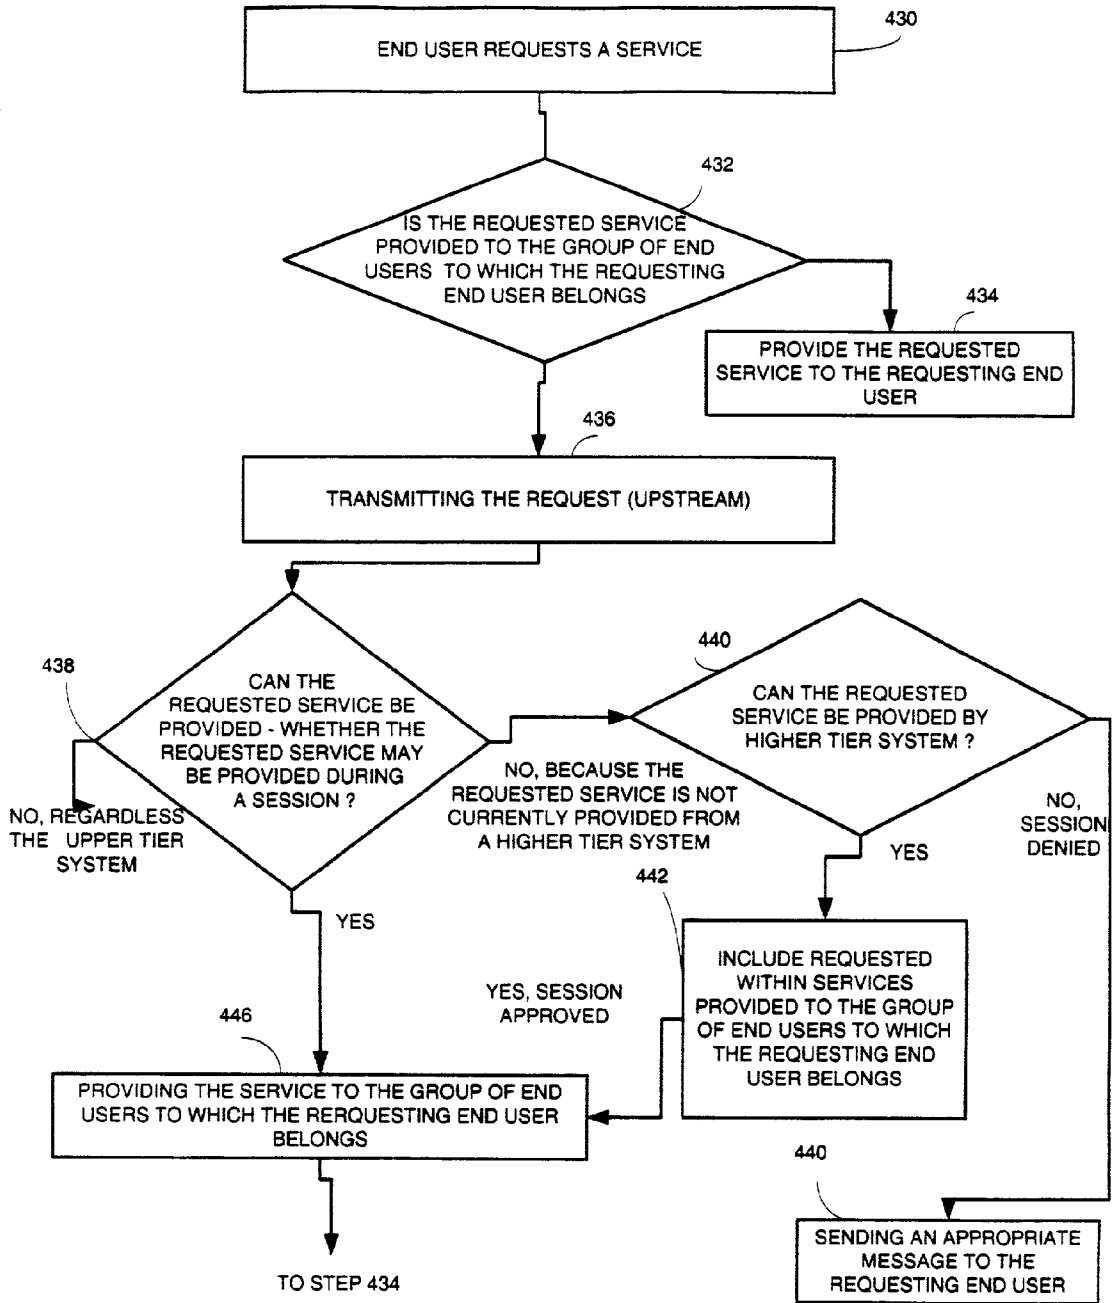 430
END USER REQUESTS A SERVICE
432
IS THE REQUESTED SERVICE
PROVIDED TO THE GROUP OF END
USERS TO WHICH THE REQUESTING
END USER BELONGS
434
PROVIDE THE REQUESTED
SERVICE TO THE REQUESTING END
USER
436
TRANSMITTING THE REQUEST (UPSTREAM)
438
CAN THE
REQUESTED SERVICE BE
PROVIDED - WHETHER THE
REQUESTED SERVICE MAY
BE PROVIDED DURING
A SESSION ?
440
CAN THE REQUESTED
SERVICE BE PROVIDED BY
HIGHER TIER SYSTEM ?
NO, REGARDLESS
THE UPPER TIER
SYSTEM
NO, BECAUSE THE
REQUESTED SERVICE IS NOT
CURRENTLY PROVIDED FROM
A HIGHER TIER SYSTEM
NO,
SESSION
DENIED
YES
YES
442
INCLUDE REQUESTED
WITHIN SERVICES
PROVIDED TO THE GROUP
OF END USERS TO WHICH
THE REQUESTING END
USER BELONGS
YES, SESSION
APPROVED
446
PROVIDING THE SERVICE TO THE GROUP OF END
USERS TO WHICH THE RERQUESTING END USER
BELONGS
440
SENDING AN APPROPRIATE
MESSAGE TO THE
REQUESTING END USER
TO STEP 434